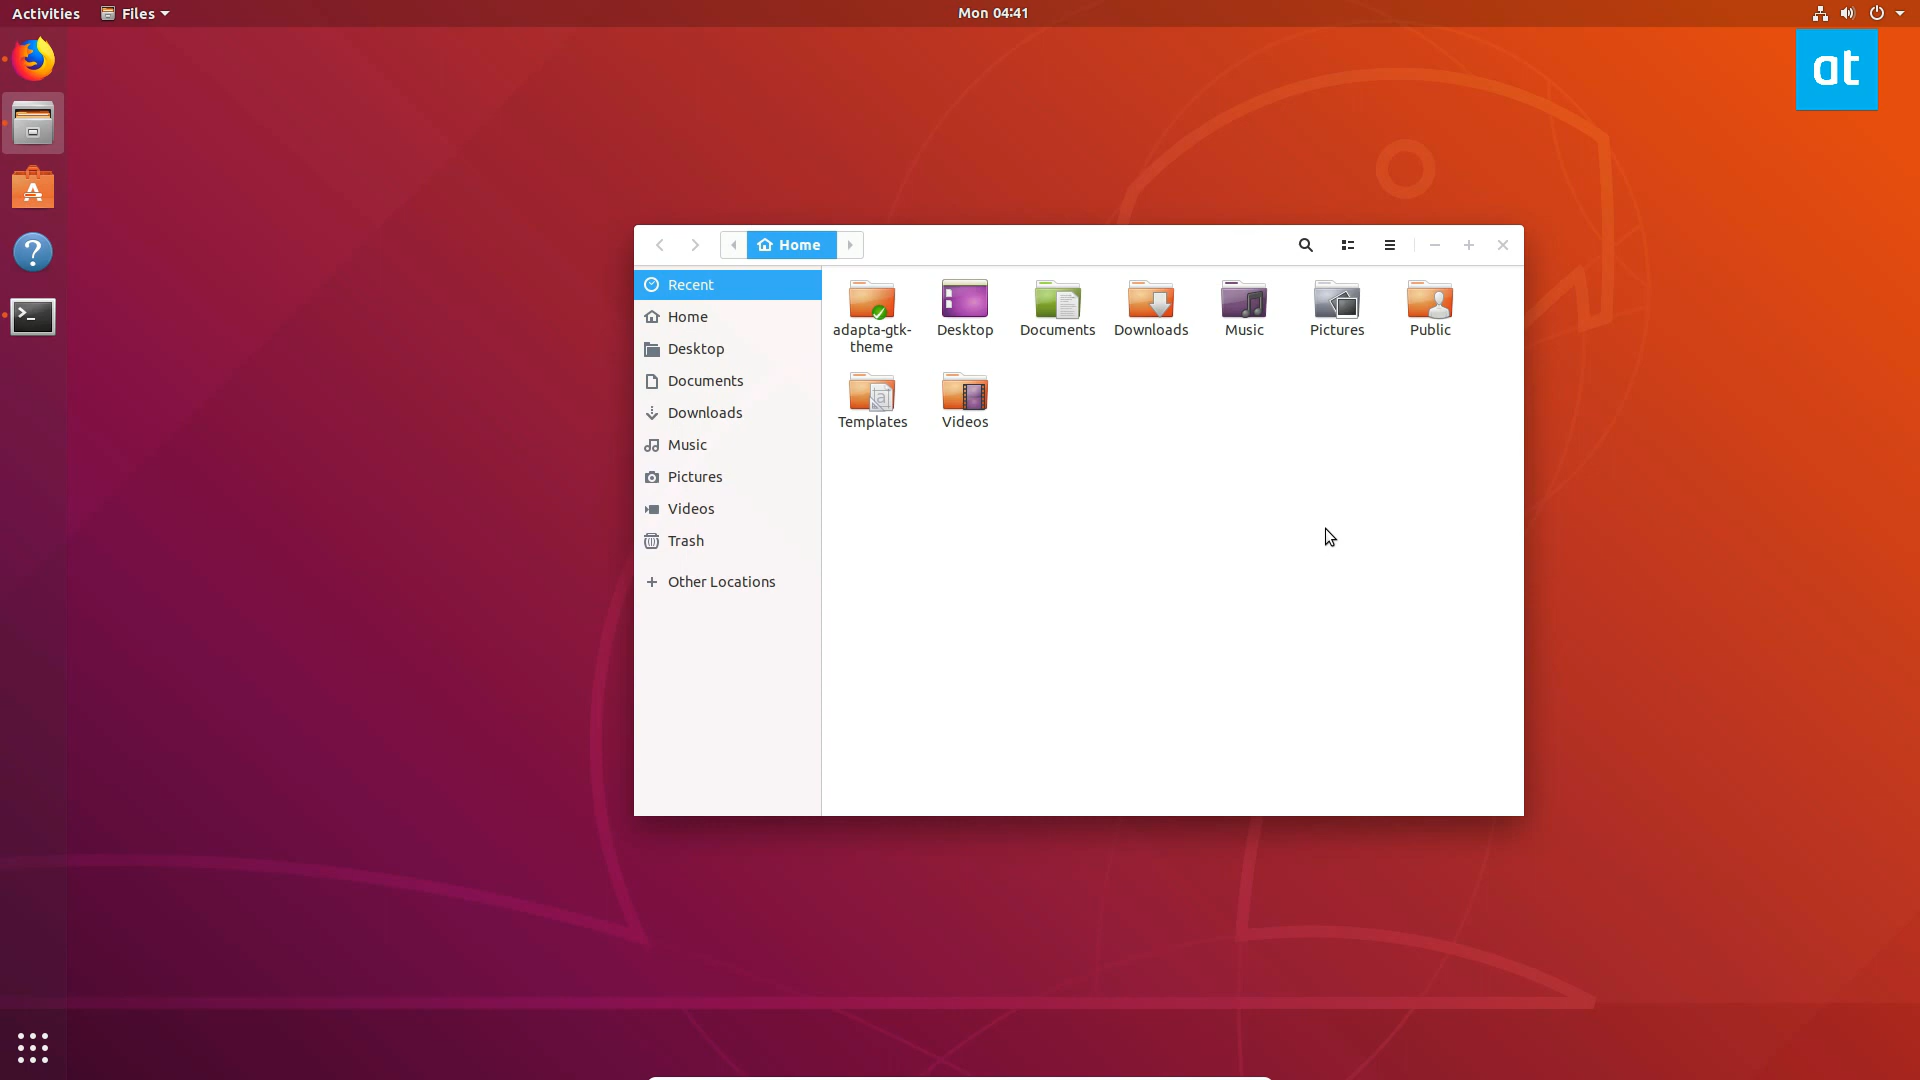 Activities
Files
Mon 04:41
at
Home
Recent
Home
Desktop
Documents
Downloads
Music
Pictures
Videos
Trash
Other Locations
adapta-gtk-
theme
Desktop
Documents
Downloads
Music
Pictures
Public
Templates
Videos